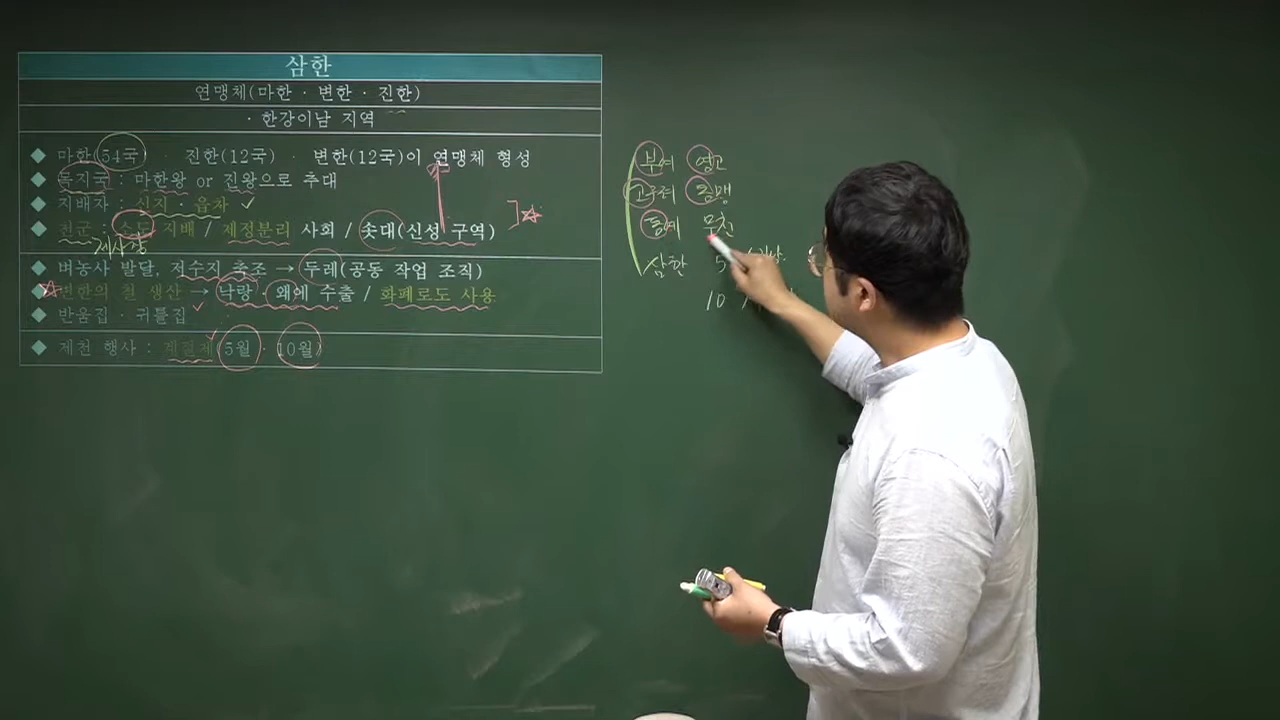 삼한
연맹체(마한 · 변한 · 진한)
· 한강이남 지역
◆ 마한(54국) · 진한(12국) · 변한(12국)이 연맹체 형성
◆ 목지국 : 마한왕 or 진왕으로 추대
◆ 지배자 : 신지 · 읍차
◆ 천군 : 소도 지배 / 제정분리 사회 / 솟대(신성 구역)
제사장
◆ 벼농사 발달, 저수지 축조 → 두레(공동 작업 조직)
◆ 변한의 철 생산 → 낙랑 · 왜에 수출 / 화폐로도 사용
◆ 반움집 · 귀틀집
◆ 제천 행사 : 계절제(5월 · 10월)
부여 영고
고구려 동맹
동예 무천
삼한 5
10